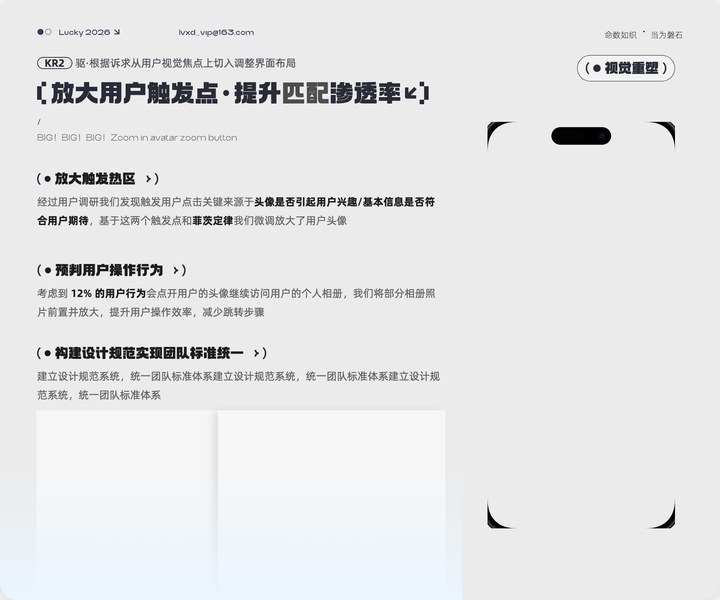 Lucky 2026 ↘ lvxd_vip@163.com 命数如织 · 当为磐石
KR2 驱·根据诉求从用户视觉焦点上切入调整界面布局
(● 视觉重塑 )
放大用户触发点·提升匹配渗透率↙
/
BIG! BIG! BIG! Zoom in avatar zoom button
(● 放大触发热区 ›)
经过用户调研我们发现触发用户点击关键来源于头像是否引起用户兴趣/基本信息是否符
合用户期待，基于这两个触发点和菲茨定律我们微调放大了用户头像
(● 预判用户操作行为 ›)
考虑到 12% 的用户行为会点开用户的头像继续访问用户的个人相册，我们将部分相册照
片前置并放大，提升用户操作效率，减少跳转步骤
(● 构建设计规范实现团队标准统一 ›)
建立设计规范系统，统一团队标准体系建立设计规范系统，统一团队标准体系建立设计规
范系统，统一团队标准体系